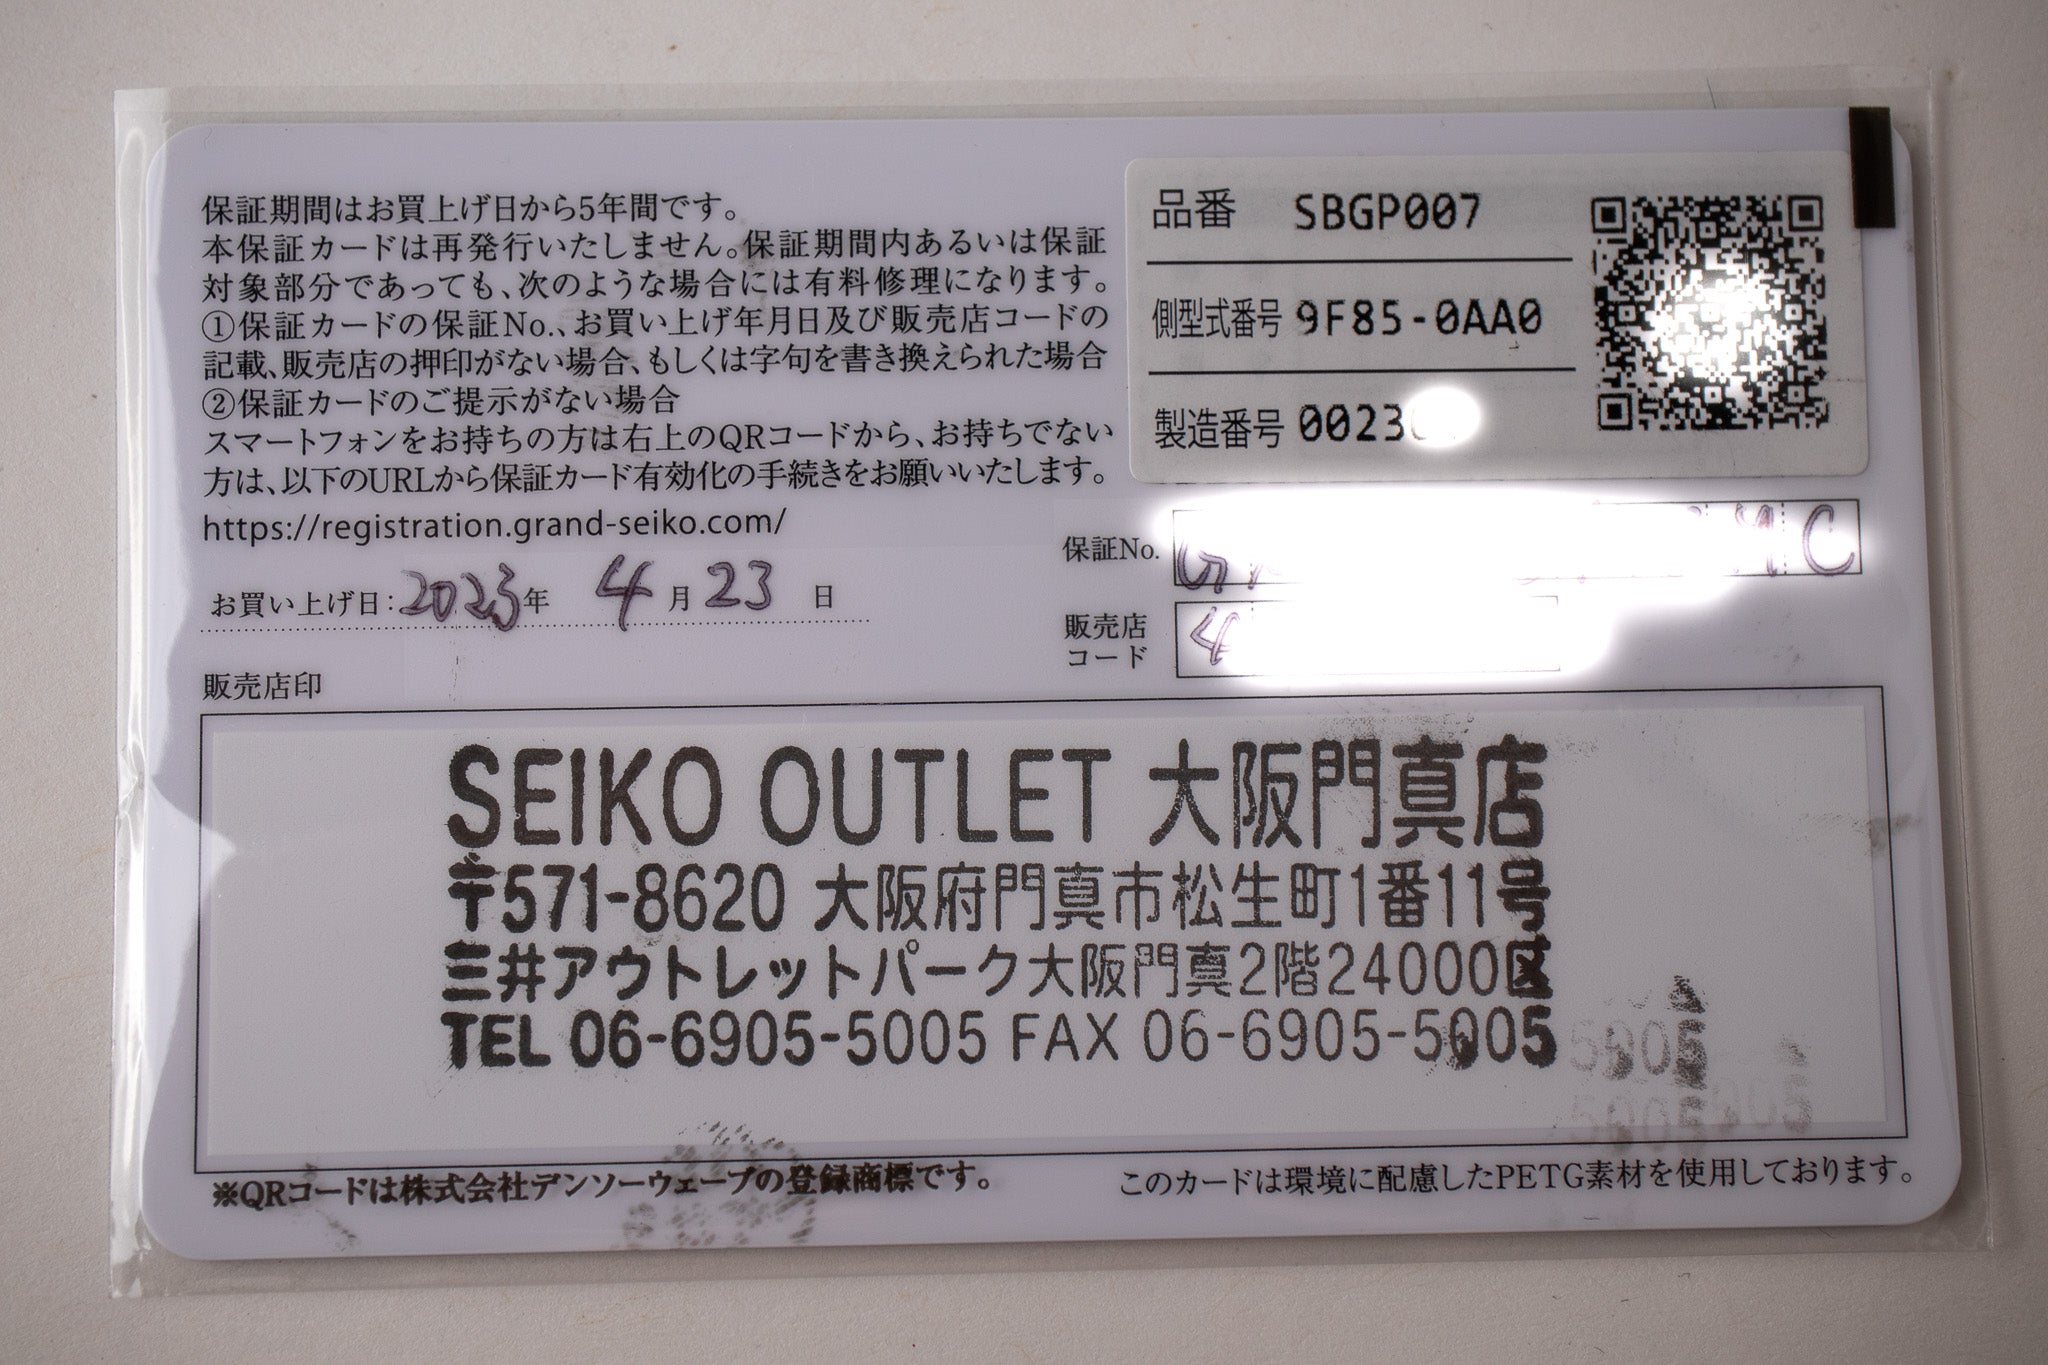 保証期間はお買上げ日から5年間です。
本保証カードは再発行いたしません。保証期間内あるいは保証
対象部分であっても、次のような場合には有料修理になります。
①保証カードの保証No.、お買い上げ年月日及び販売店コードの
記載、販売店の押印がない場合、もしくは字句を書き換えられた場合
②保証カードのご提示がない場合
スマートフォンをお持ちの方は右上のQRコードから、お持ちでない
方は、以下のURLから保証カード有効化の手続きをお願いいたします。
https://registration.grand-seiko.com/
お買い上げ日：2023年 4月 23日
品番 SBGP007
側型式番号 9F85-0AA0
製造番号 0023
保証No. G C
販売店
コード 4
販売店印
SEIKO OUTLET 大阪門真店
〒571-8620 大阪府門真市松生町1番11号
三井アウトレットパーク大阪門真2階24000区
TEL 06-6905-5005 FAX 06-6905-5005
※QRコードは株式会社デンソーウェーブの登録商標です。
このカードは環境に配慮したPETG素材を使用しております。